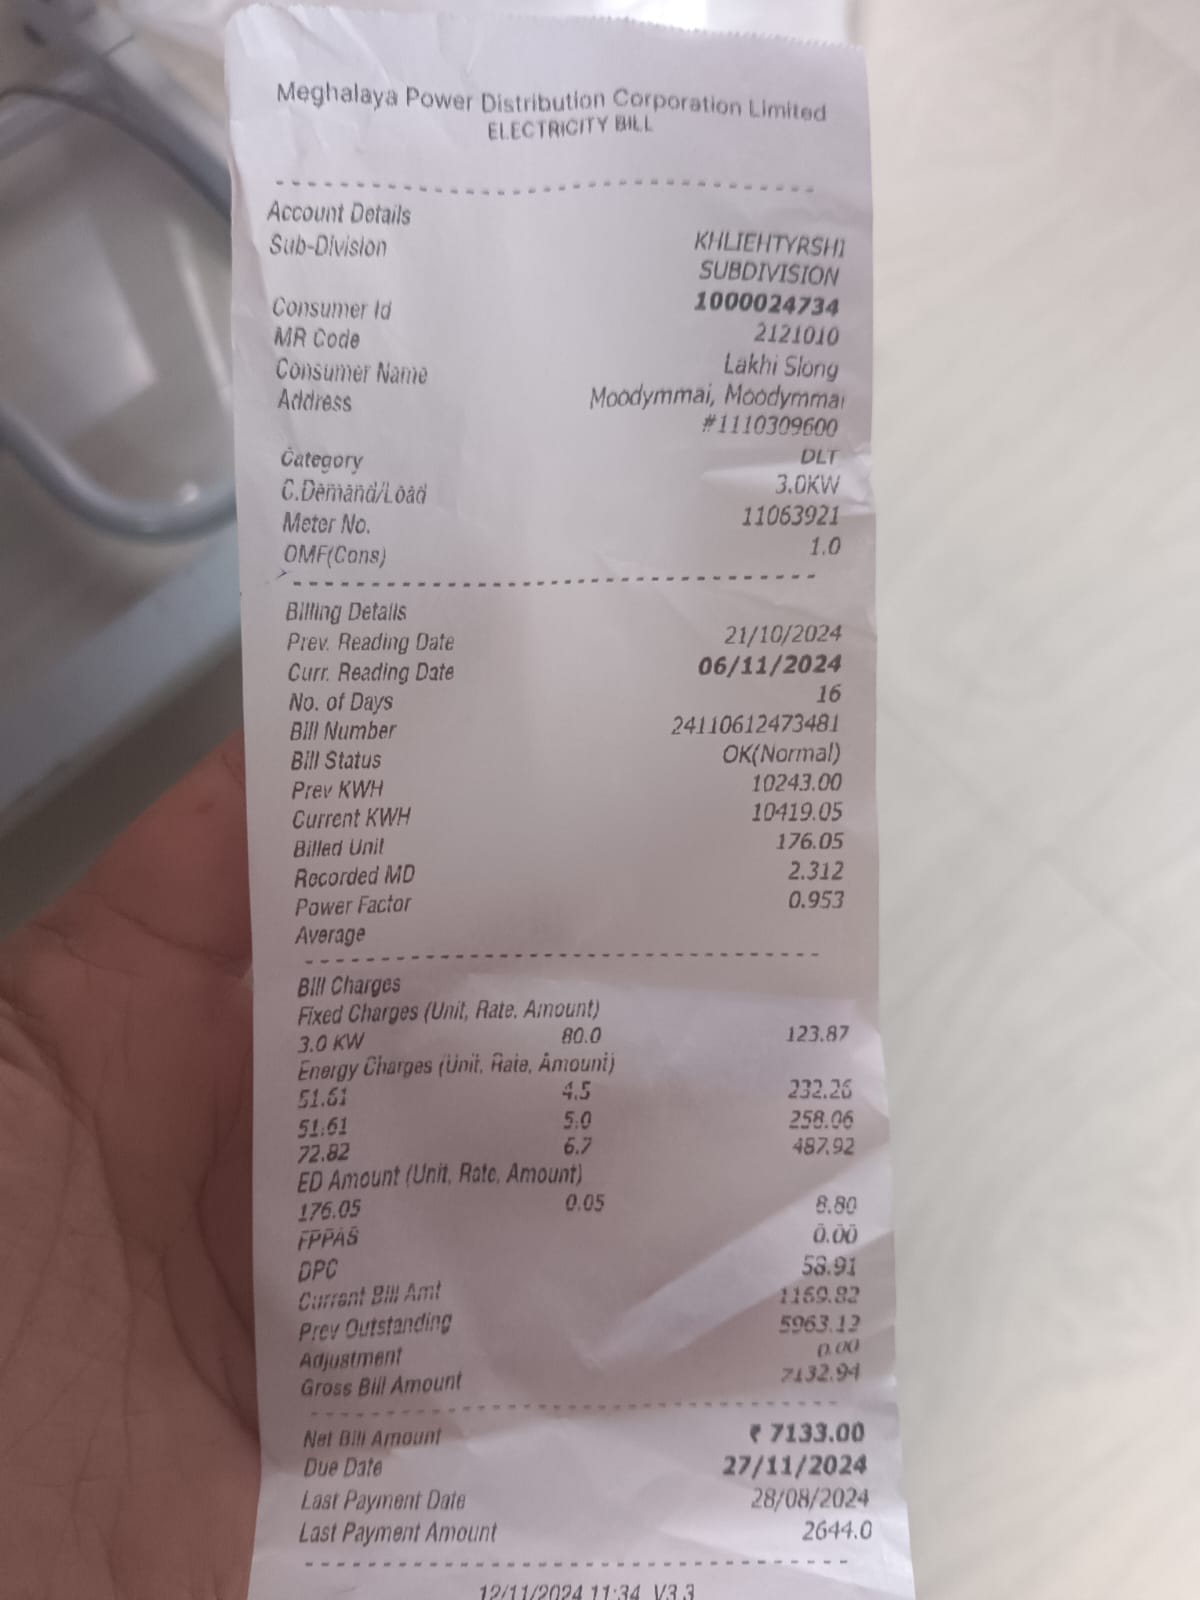 Meghalaya Power Distribution Corporation Limited
ELECTRICITY BILL
Account Details
Sub-Division KHLIEHTYRSHI
SUBDIVISION
Consumer Id 1000024734
MR Code 2121010
Consumer Name Lakhi Slong
Address Moodymmai, Moodymmai
#1110309600
Category DLT
C.Demand/Load 3.0KW
Meter No. 11063921
OMF(Cons) 1.0
Billing Details
Prev. Reading Date 21/10/2024
Curr. Reading Date 06/11/2024
No. of Days 16
Bill Number 24110612473481
Bill Status OK(Normal)
Prev KWH 10243.00
Current KWH 10419.05
Billed Unit 176.05
Recorded MD 2.312
Power Factor 0.953
Average
Bill Charges
Fixed Charges (Unit, Rate, Amount)
3.0 KW 80.0 123.87
Energy Charges (Unit, Rate, Amount)
51.61 4.5 232.26
51.61 5.0 258.06
72.82 6.7 487.92
ED Amount (Unit, Rate, Amount)
176.05 0.05 8.80
FPPAS 0.00
DPC 58.91
Current Bill Amt 1169.82
Prev Outstanding 5963.12
Adjustment 0.00
Gross Bill Amount 7132.94
Net Bill Amount ₹ 7133.00
Due Date 27/11/2024
Last Payment Date 28/08/2024
Last Payment Amount 2644.0
12/11/2024 11:34 V3.3